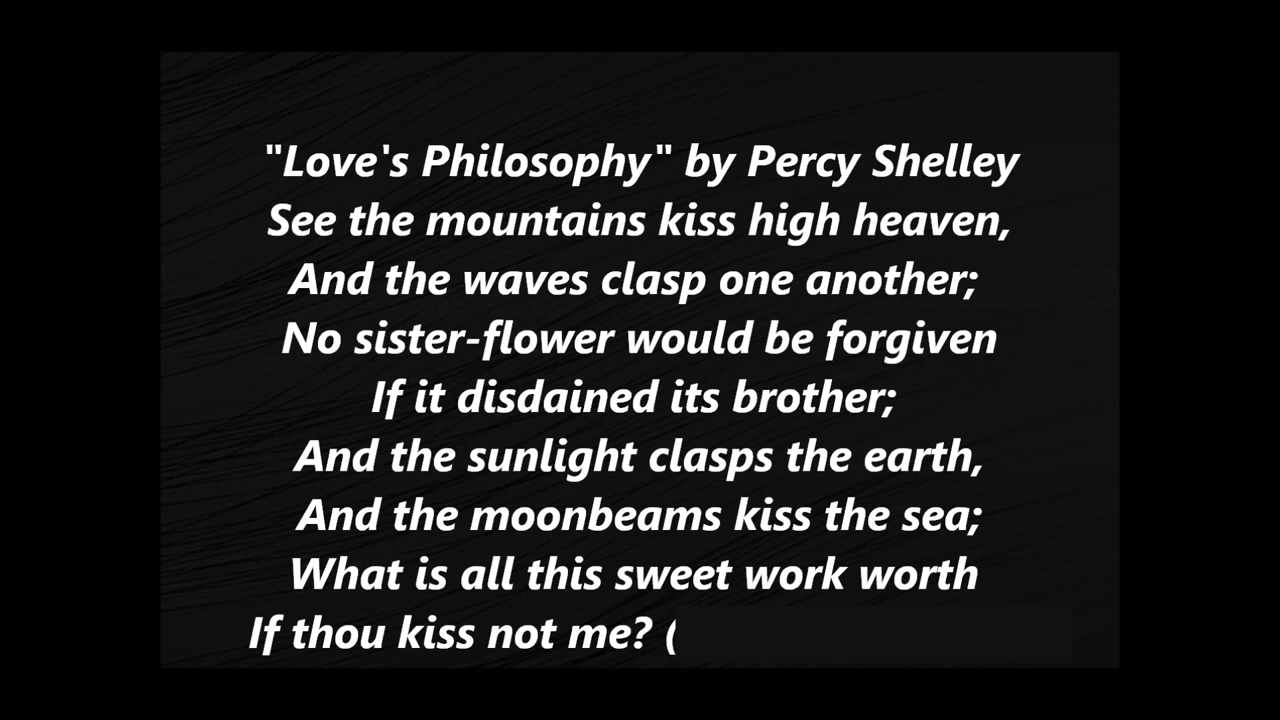 "Love's Philosophy" by Percy Shelley
See the mountains kiss high heaven,
And the waves clasp one another;
No sister-flower would be forgiven
If it disdained its brother;
And the sunlight clasps the earth,
And the moonbeams kiss the sea;
What is all this sweet work worth
If thou kiss not me? (